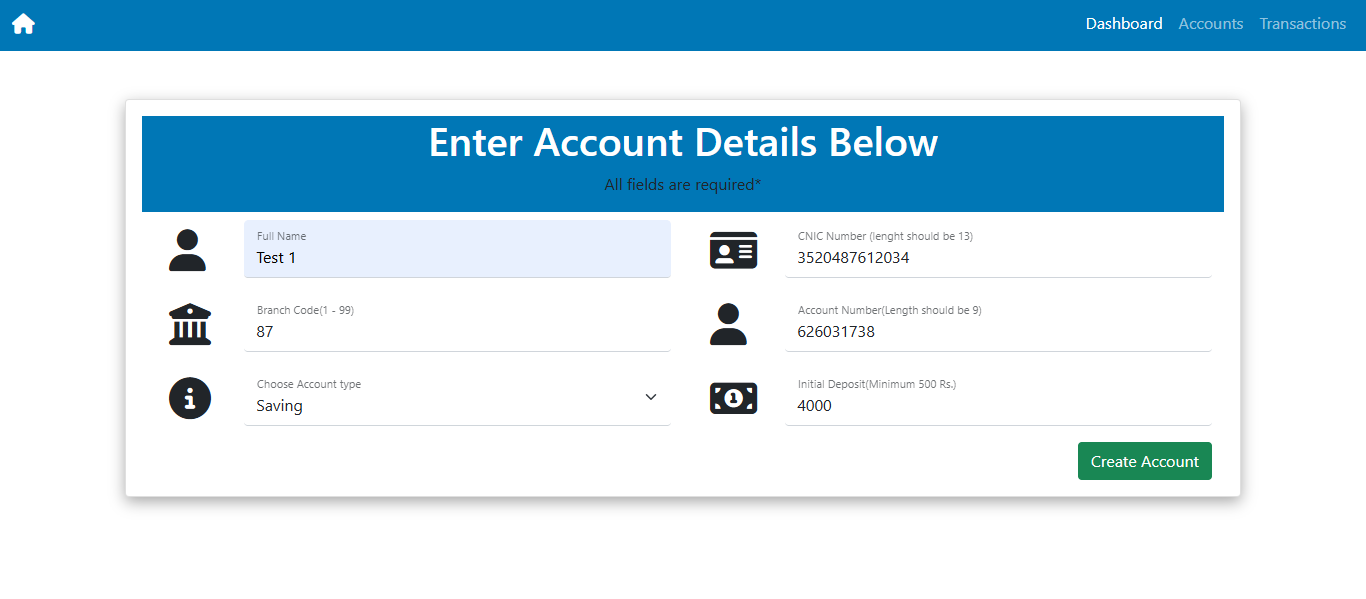 Dashboard Accounts Transactions
Enter Account Details Below
All fields are required*
Full Name
Test 1
CNIC Number (lenght should be 13)
3520487612034
Branch Code(1 - 99)
87
Account Number(Length should be 9)
626031738
Choose Account type
Saving
Initial Deposit(Minimum 500 Rs.)
4000
Create Account